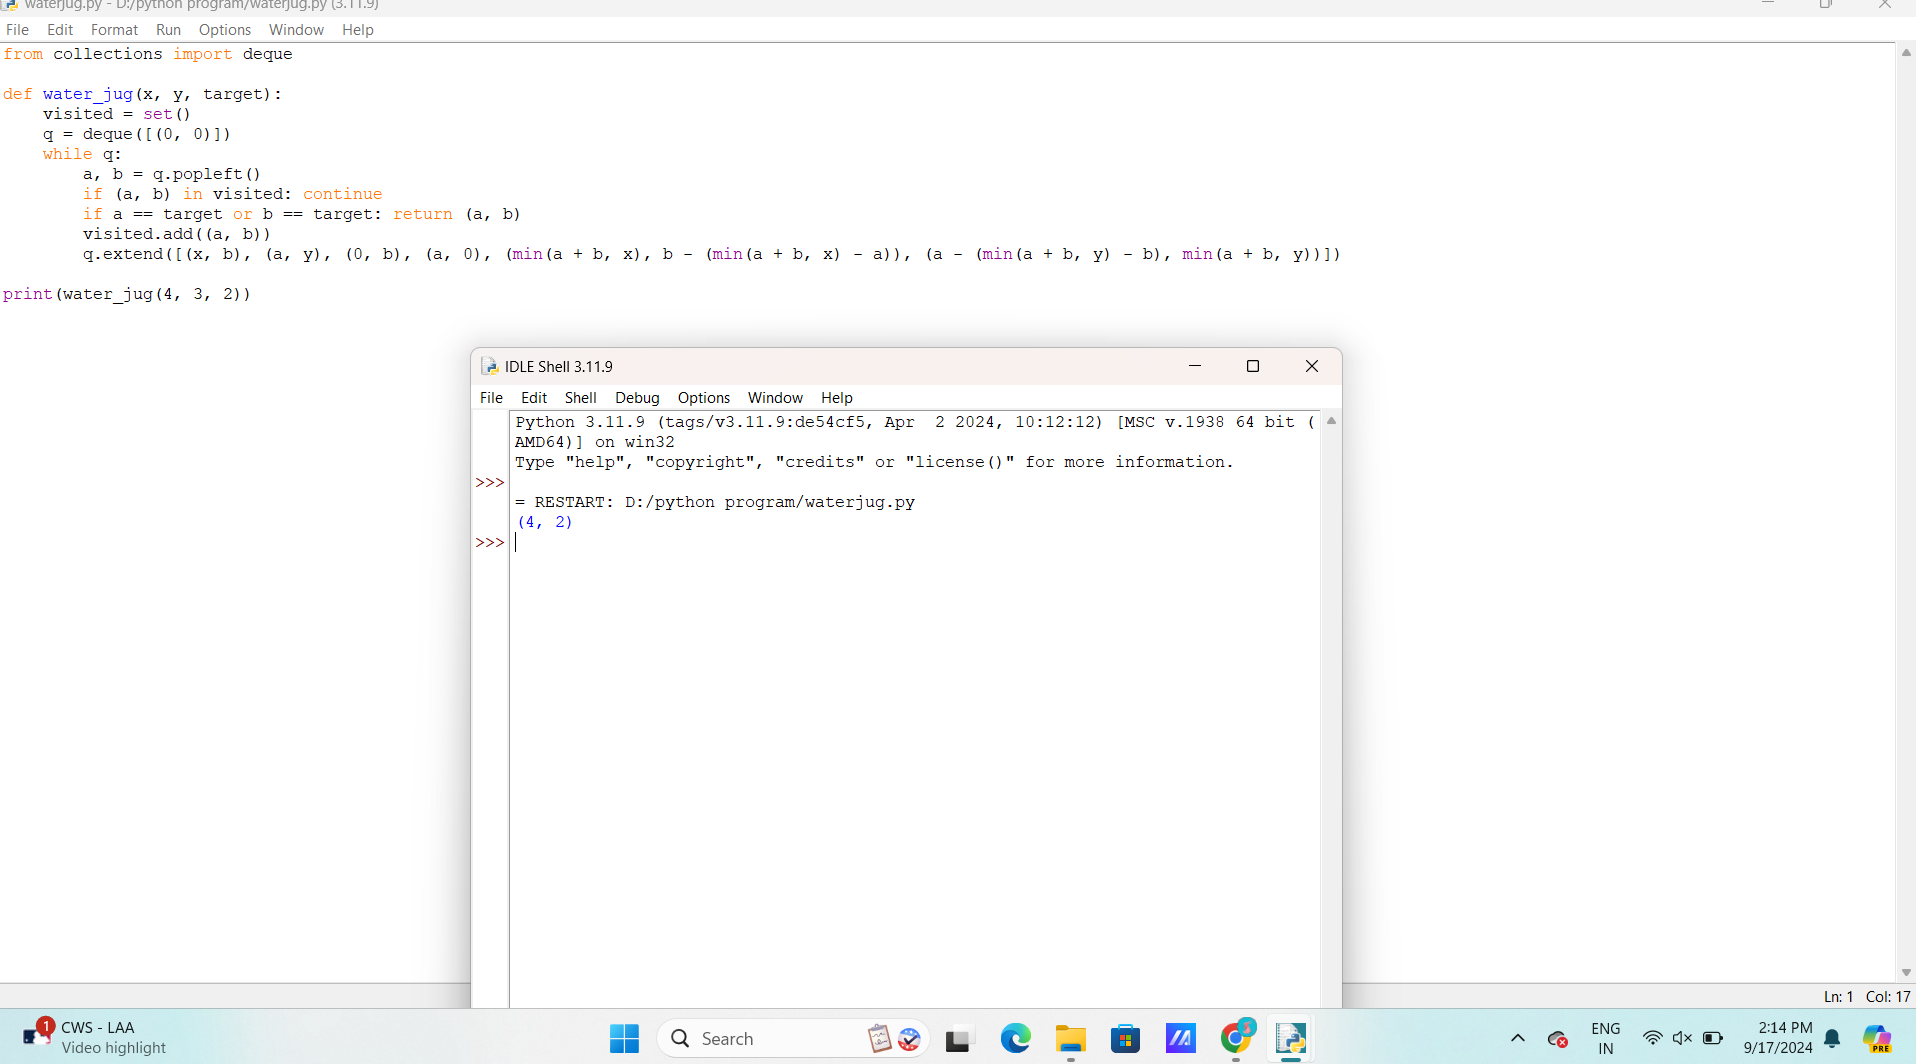 waterjug.py - D:/python program/waterjug.py (3.11.9)
File Edit Format Run Options Window Help
from collections import deque
def water_jug(x, y, target):
    visited = set()
    q = deque([(0, 0)])
    while q:
        a, b = q.popleft()
        if (a, b) in visited: continue
        if a == target or b == target: return (a, b)
        visited.add((a, b))
        q.extend([(x, b), (a, y), (0, b), (a, 0), (min(a + b, x), b - (min(a + b, x) - a)), (a - (min(a + b, y) - b), min(a + b, y))])
print(water_jug(4, 3, 2))
IDLE Shell 3.11.9
File Edit Shell Debug Options Window Help
Python 3.11.9 (tags/v3.11.9:de54cf5, Apr  2 2024, 10:12:12) [MSC v.1938 64 bit (
AMD64)] on win32
Type "help", "copyright", "credits" or "license()" for more information.
>>>
= RESTART: D:/python program/waterjug.py
(4, 2)
>>>
Ln: 1 Col: 17
1 CWS - LAA
Video highlight
Search
PRE
ENG
IN
2:14 PM
9/17/2024